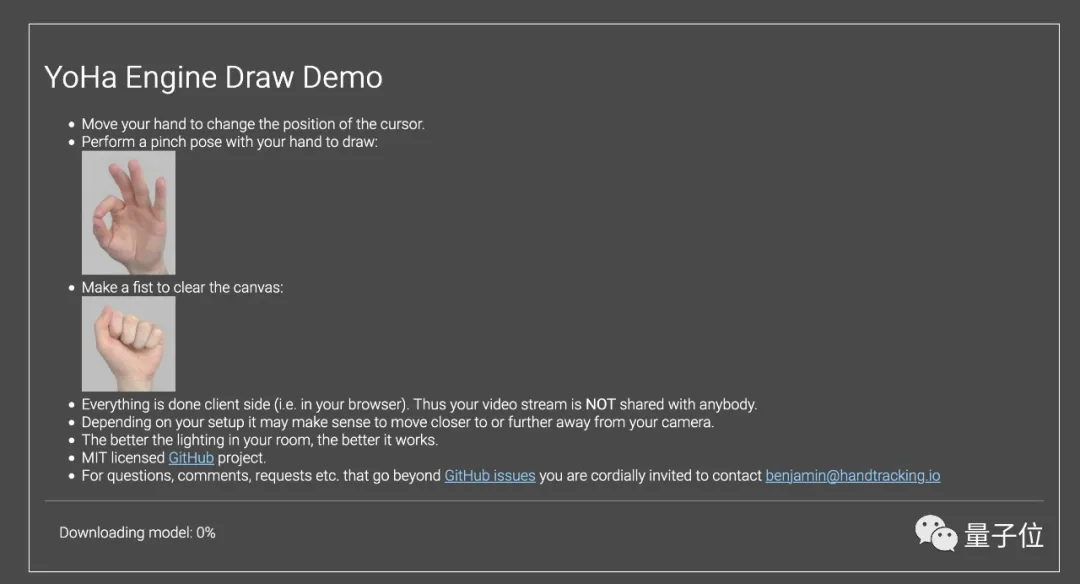 YoHa Engine Draw Demo
Move your hand to change the position of the cursor.
Perform a pinch pose with your hand to draw:
Make a fist to clear the canvas:
Everything is done client side (i.e. in your browser). Thus your video stream is NOT shared with anybody.
Depending on your setup it may make sense to move closer to or further away from your camera.
The better the lighting in your room, the better it works.
MIT licensed GitHub project.
For questions, comments, requests etc. that go beyond GitHub issues you are cordially invited to contact benjamin@handtracking.io
Downloading model: 0%
量子位